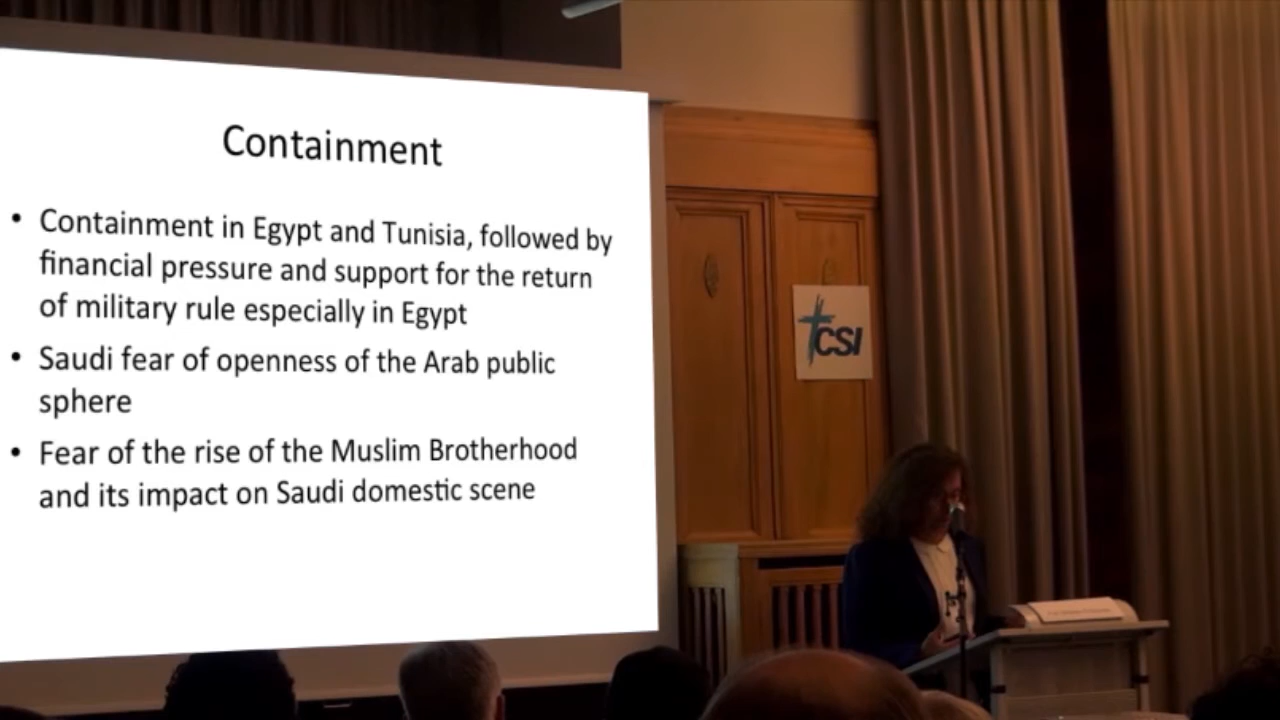 Containment
• Containment in Egypt and Tunisia, followed by
financial pressure and support for the return
of military rule especially in Egypt
• Saudi fear of openness of the Arab public
sphere
• Fear of the rise of the Muslim Brotherhood
and its impact on Saudi domestic scene
CSI